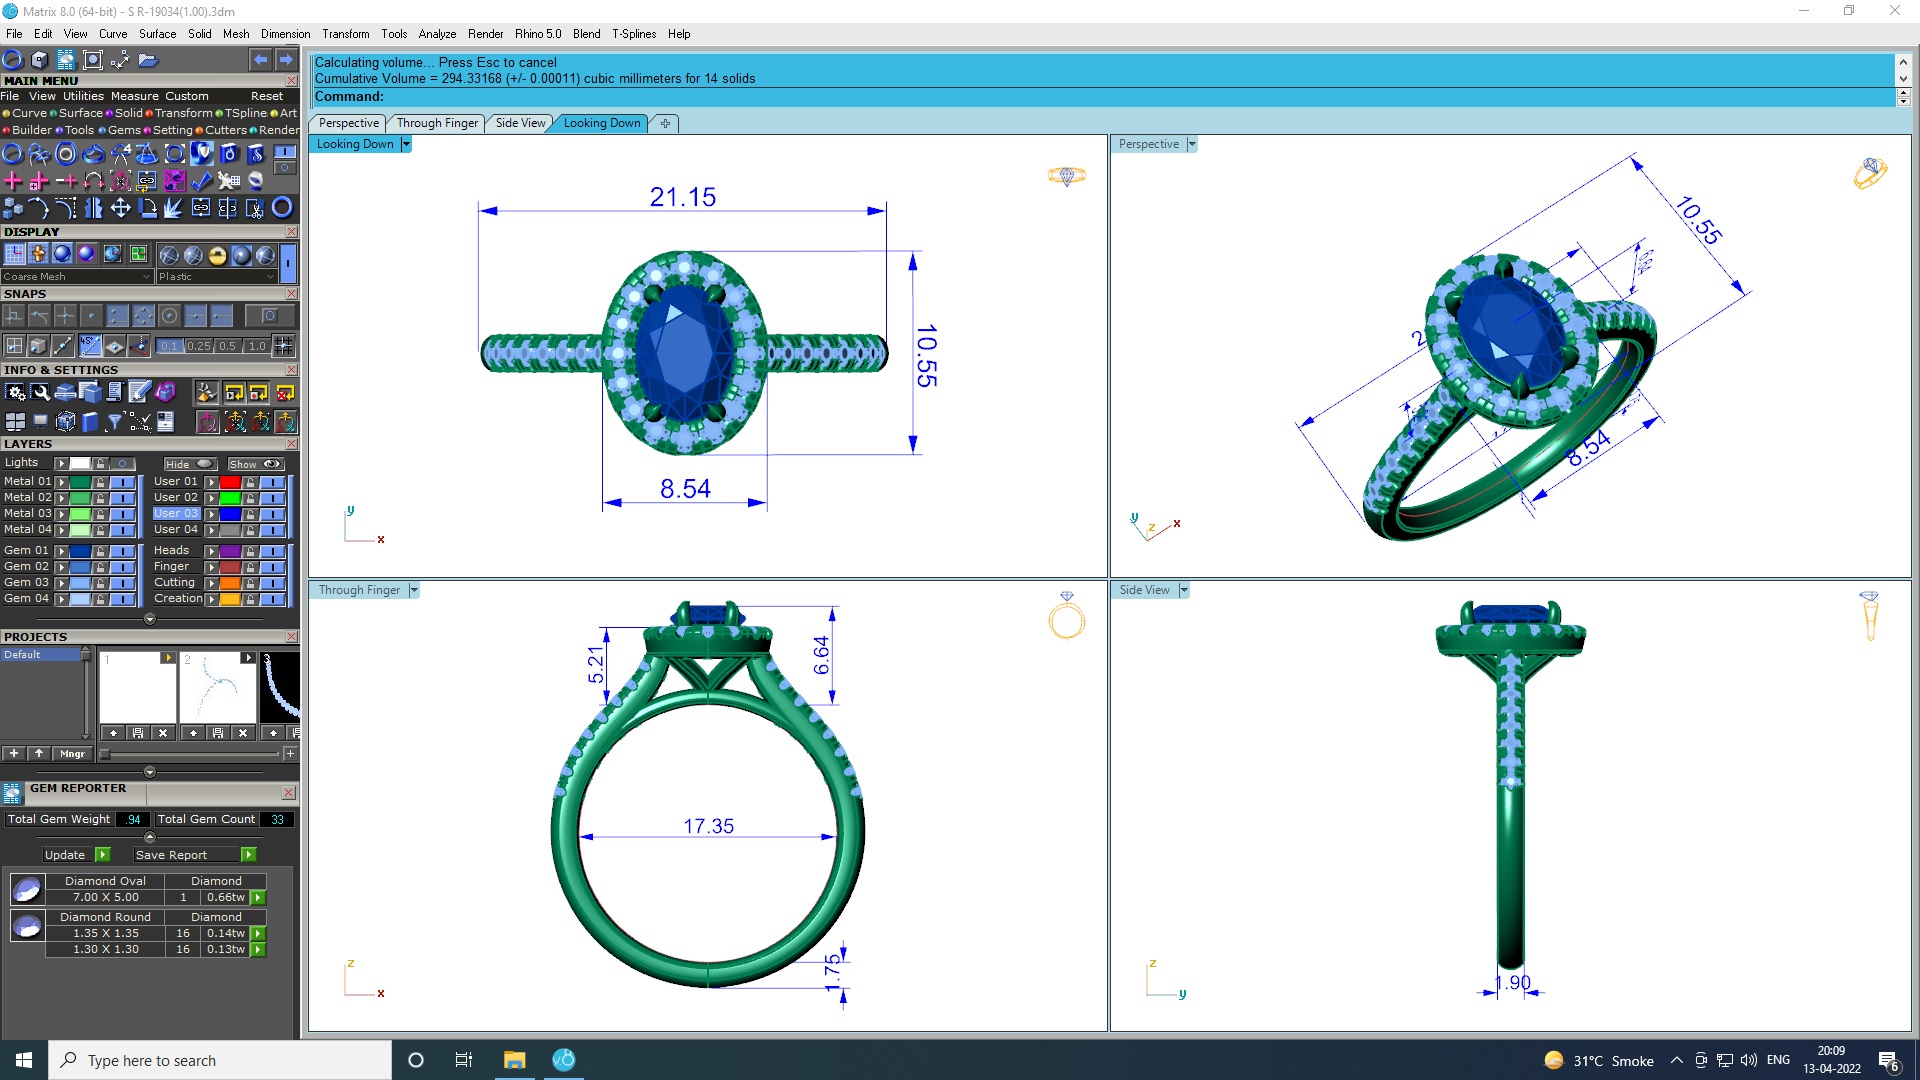 Matrix 8.0 (64-bit) - S R-19034(1.00).3dm
File Edit View Curve Surface Solid Mesh Dimension Transform Tools Analyze Render Rhino 5.0 Blend T-Splines Help
Calculating volume... Press Esc to cancel
Cumulative Volume = 294.33168 (+/- 0.00011) cubic millimeters for 14 solids
Command:
MAIN MENU
File View Utilities Measure Custom Reset
Curve Surface Solid Transform TSpline Art
Builder Tools Gems Setting Cutters Render
DISPLAY
Coarse Mesh Plastic
SNAPS
0.1 0.25 0.5 1.0
INFO & SETTINGS
LAYERS
Lights Hide Show
Metal 01 User 01
Metal 02 User 02
Metal 03 User 03
Metal 04 User 04
Gem 01 Heads
Gem 02 Finger
Gem 03 Cutting
Gem 04 Creation
PROJECTS
Default 1 2 3
Mngr
GEM REPORTER
Total Gem Weight .94 Total Gem Count 33
Update Save Report
Diamond Oval Diamond
7.00 X 5.00 1 0.66tw
Diamond Round Diamond
1.35 X 1.35 16 0.14tw
1.30 X 1.30 16 0.13tw
Perspective Through Finger Side View Looking Down
Looking Down
21.15
10.55
8.54
y
x
Perspective
10.55
8.54
y
z
x
Through Finger
5.21
6.64
17.35
1.75
z
x
Side View
1.90
z
y
Type here to search
31°C Smoke
ENG
20:09
13-04-2022
6